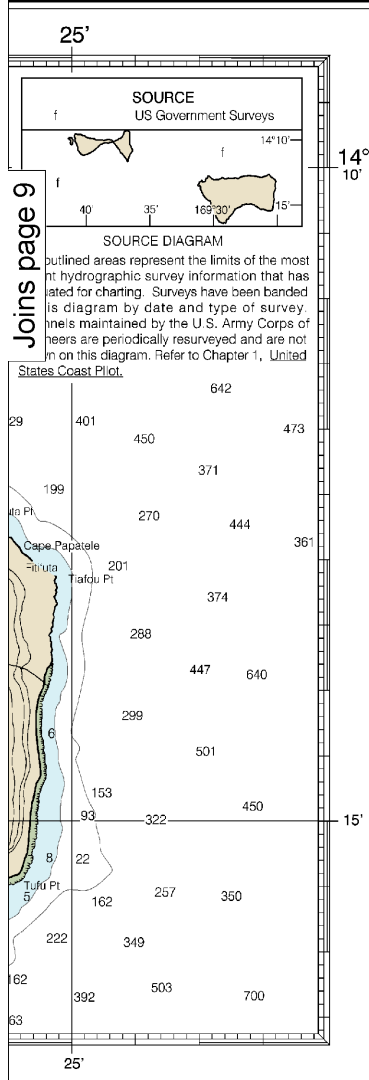 25'
SOURCE
f US Government Surveys
14°10'
f
f
40' 35' 169°30' 15'
14°
10'
Joins page 9
SOURCE DIAGRAM
outlined areas represent the limits of the most
nt hydrographic survey information that has
uated for charting. Surveys have been banded
is diagram by date and type of survey.
nnels maintained by the U.S. Army Corps of
neers are periodically resurveyed and are not
wn on this diagram. Refer to Chapter 1, United
States Coast Pilot.
642
29 401
473
450
371
199
uta Pt
270
444
361
Cape Papatele
Fitiʻuta
201
Tiafou Pt
374
288
447
640
299
6
501
153
450
93
322
15'
8 22
Tufu Pt
257
350
5
162
222
349
162
503
392
700
63
25'